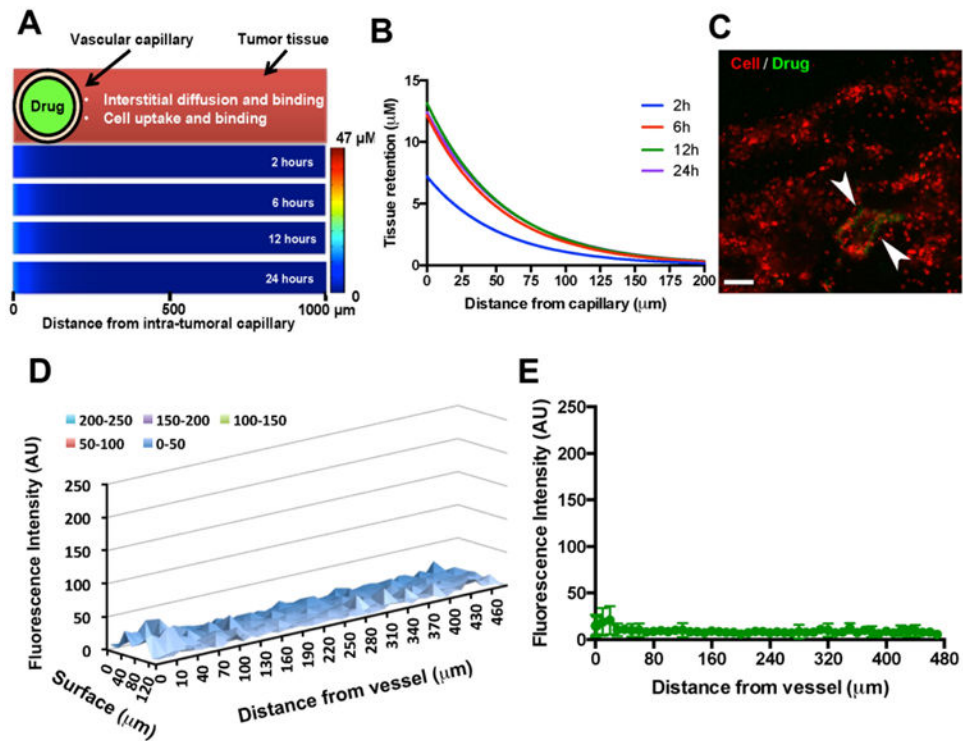 A
Vascular capillary
Tumor tissue
Drug
• Interstitial diffusion and binding
• Cell uptake and binding
47 µM
2 hours
6 hours
12 hours
24 hours
0
0
500
1000 µm
Distance from intra-tumoral capillary
B
Tissue retention (µM)
15
10
5
0
0 25 50 75 100 125 150 175 200
Distance from capillary (µm)
2h
6h
12h
24h
C
Cell / Drug
D
200-250 150-200 100-150
50-100 0-50
Fluorescence Intensity (AU)
250
200
150
100
50
0
0
40
80
120
Surface (µm)
0 10 40 70 100 130 160 190 220 250 280 310 340 370 400 430 460
Distance from vessel (µm)
E
Fluorescence Intensity (AU)
250
200
150
100
50
0
0 80 160 240 320 400 480
Distance from vessel (µm)